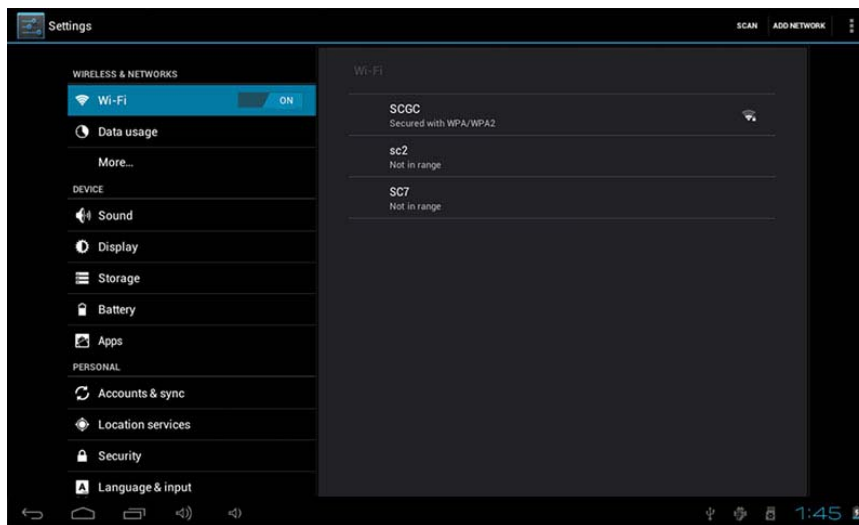 Settings
SCAN ADD NETWORK
WIRELESS & NETWORKS
Wi-Fi ON
Data usage
More...
DEVICE
Sound
Display
Storage
Battery
Apps
PERSONAL
Accounts & sync
Location services
Security
Language & input
Wi-Fi
SCGC
Secured with WPA/WPA2
sc2
Not in range
SC7
Not in range
1:45